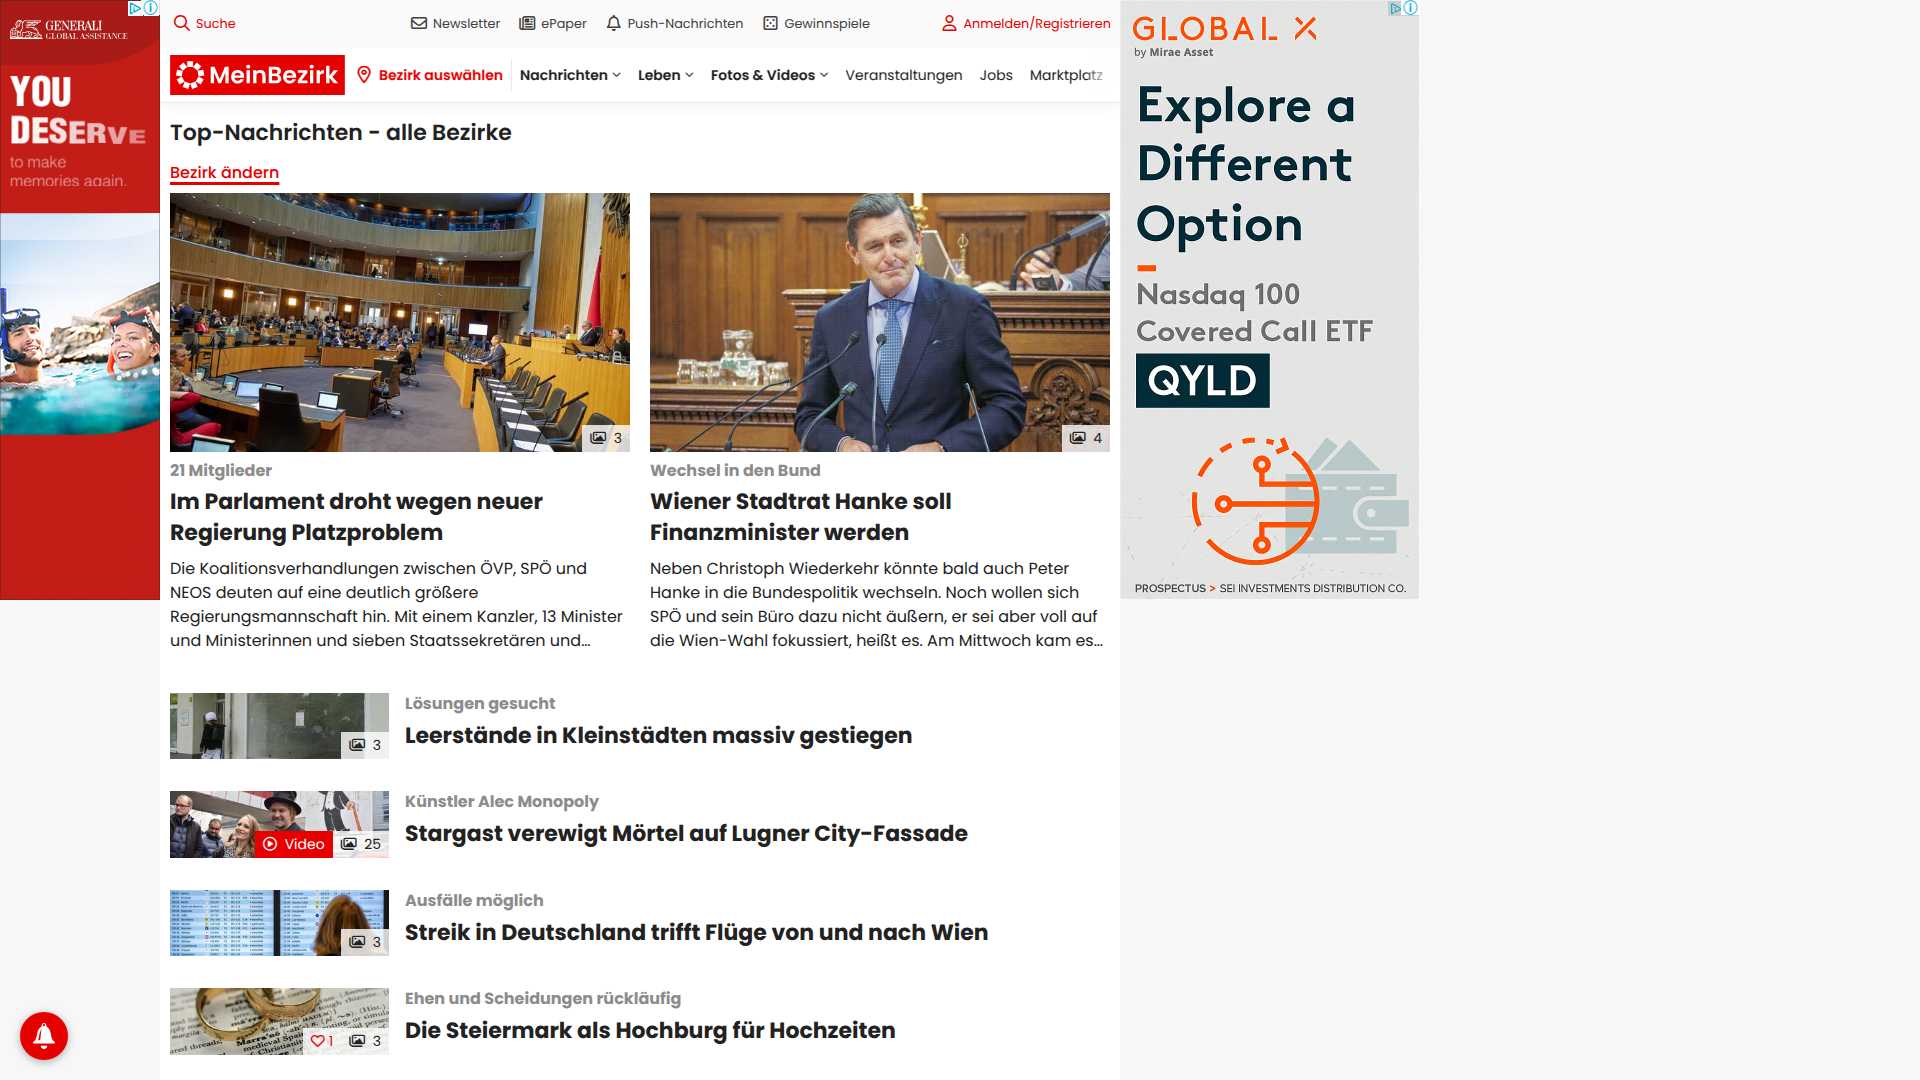 GENERALI
GLOBAL ASSISTANCE
YOU
DESERVE
to make
memories again.
Suche
Newsletter
ePaper
Push-Nachrichten
Gewinnspiele
Anmelden/Registrieren
MeinBezirk
Bezirk auswählen
Nachrichten
Leben
Fotos & Videos
Veranstaltungen
Jobs
Marktplatz
Top-Nachrichten - alle Bezirke
Bezirk ändern
3
21 Mitglieder
Im Parlament droht wegen neuer
Regierung Platzproblem
Die Koalitionsverhandlungen zwischen ÖVP, SPÖ und
NEOS deuten auf eine deutlich größere
Regierungsmannschaft hin. Mit einem Kanzler, 13 Minister
und Ministerinnen und sieben Staatssekretären und...
4
Wechsel in den Bund
Wiener Stadtrat Hanke soll
Finanzminister werden
Neben Christoph Wiederkehr könnte bald auch Peter
Hanke in die Bundespolitik wechseln. Noch wollen sich
SPÖ und sein Büro dazu nicht äußern, er sei aber voll auf
die Wien-Wahl fokussiert, heißt es. Am Mittwoch kam es...
3
Lösungen gesucht
Leerstände in Kleinstädten massiv gestiegen
Video
25
Künstler Alec Monopoly
Stargast verewigt Mörtel auf Lugner City-Fassade
3
Ausfälle möglich
Streik in Deutschland trifft Flüge von und nach Wien
1
3
Ehen und Scheidungen rückläufig
Die Steiermark als Hochburg für Hochzeiten
GLOBAL X
by Mirae Asset
Explore a
Different
Option
Nasdaq 100
Covered Call ETF
QYLD
PROSPECTUS > SEI INVESTMENTS DISTRIBUTION CO.